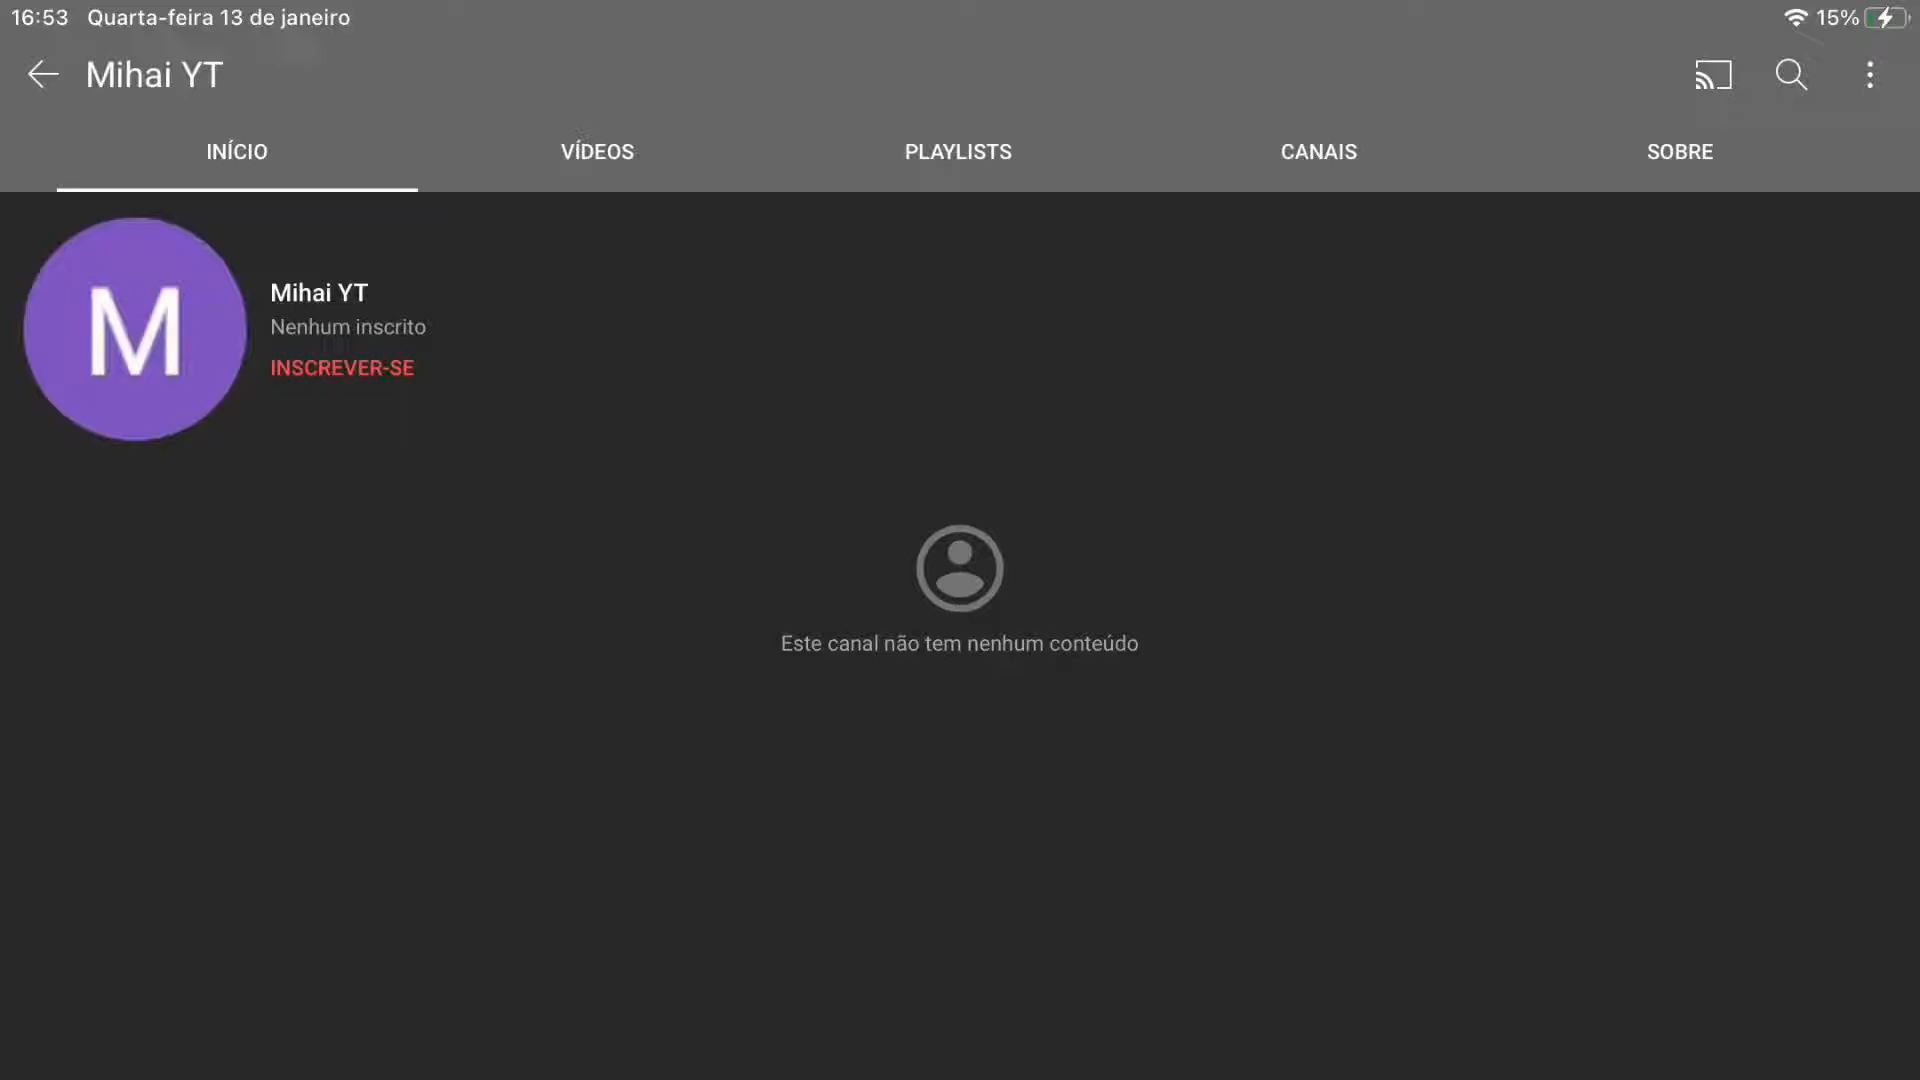 16:53 Quarta-feira 13 de janeiro 15%
Mihai YT
INÍCIO VÍDEOS PLAYLISTS CANAIS SOBRE
M
Mihai YT
Nenhum inscrito
INSCREVER-SE
Este canal não tem nenhum conteúdo